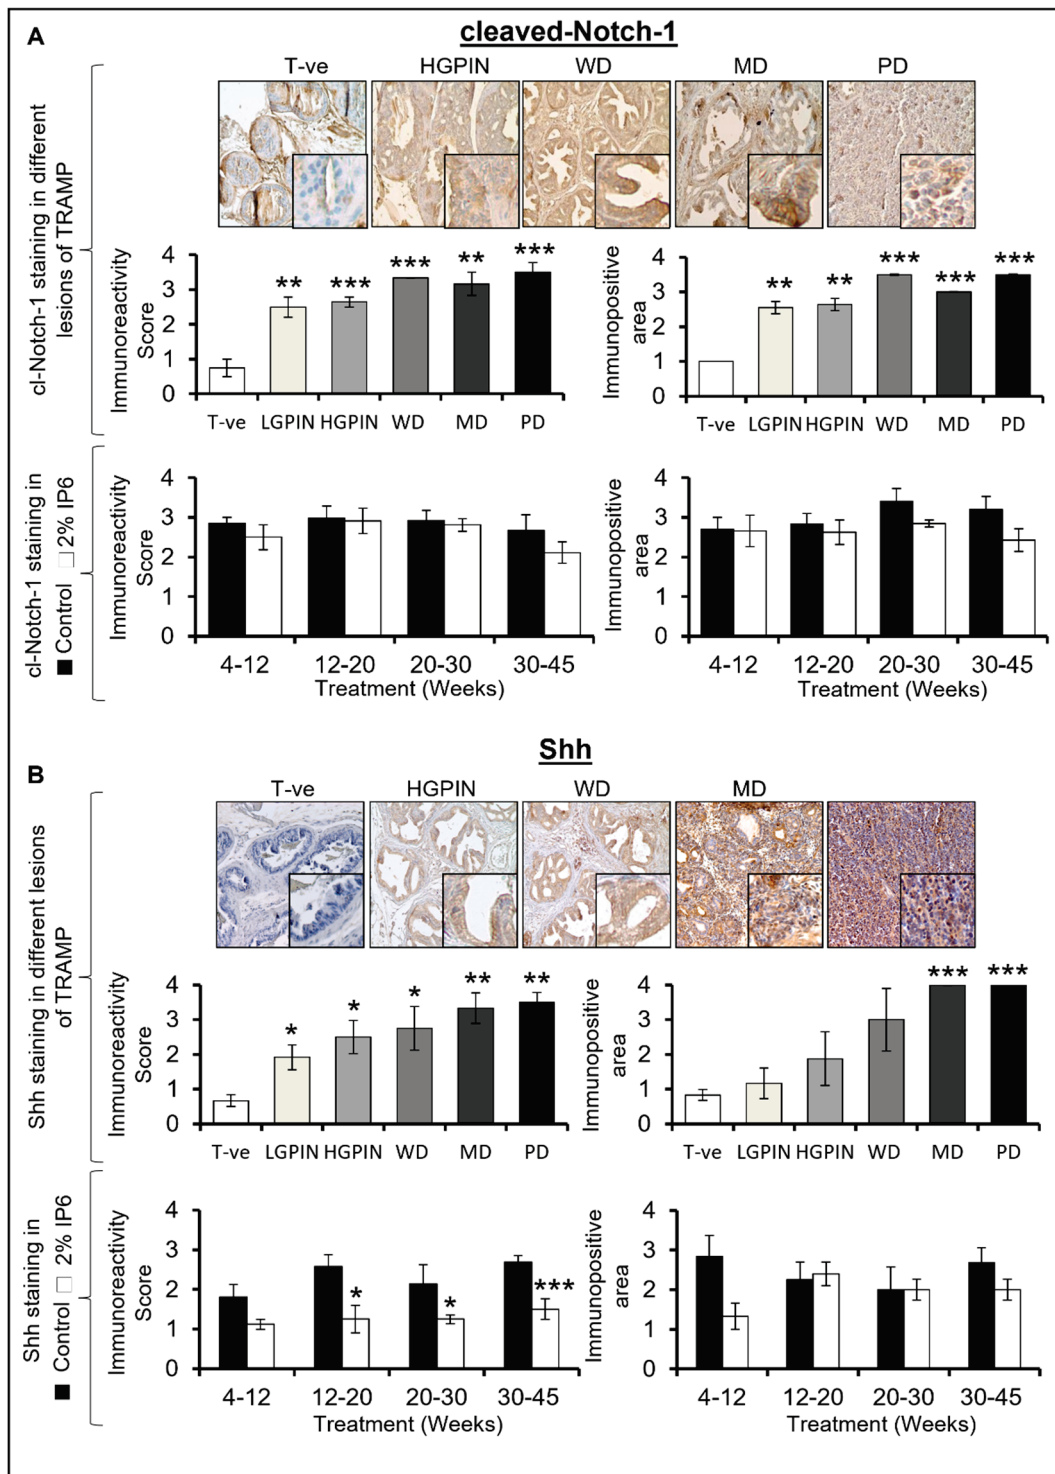 A
cleaved-Notch-1
T-ve HGPIN WD MD PD
cl-Notch-1 staining in different
lesions of TRAMP
Immunoreactivity
Score
4
3
2
1
0
** *** *** ** ***
T-ve LGPIN HGPIN WD MD PD
Immunopositive
area
4
3
2
1
0
** ** *** *** ***
T-ve LGPIN HGPIN WD MD PD
cl-Notch-1 staining in
Control 2% IP6
Immunoreactivity
Score
4
3
2
1
0
4-12 12-20 20-30 30-45
Treatment (Weeks)
Immunopositive
area
4
3
2
1
0
4-12 12-20 20-30 30-45
Treatment (Weeks)
B
Shh
T-ve HGPIN WD MD
Shh staining in different lesions
of TRAMP
Immunoreactivity
Score
4
3
2
1
0
* * * ** **
T-ve LGPIN HGPIN WD MD PD
Immunopositive
area
4
3
2
1
0
*** ***
T-ve LGPIN HGPIN WD MD PD
Shh staining in
Control 2% IP6
Immunoreactivity
Score
4
3
2
1
0
* * ***
4-12 12-20 20-30 30-45
Treatment (Weeks)
Immunopositive
area
4
3
2
1
0
4-12 12-20 20-30 30-45
Treatment (Weeks)